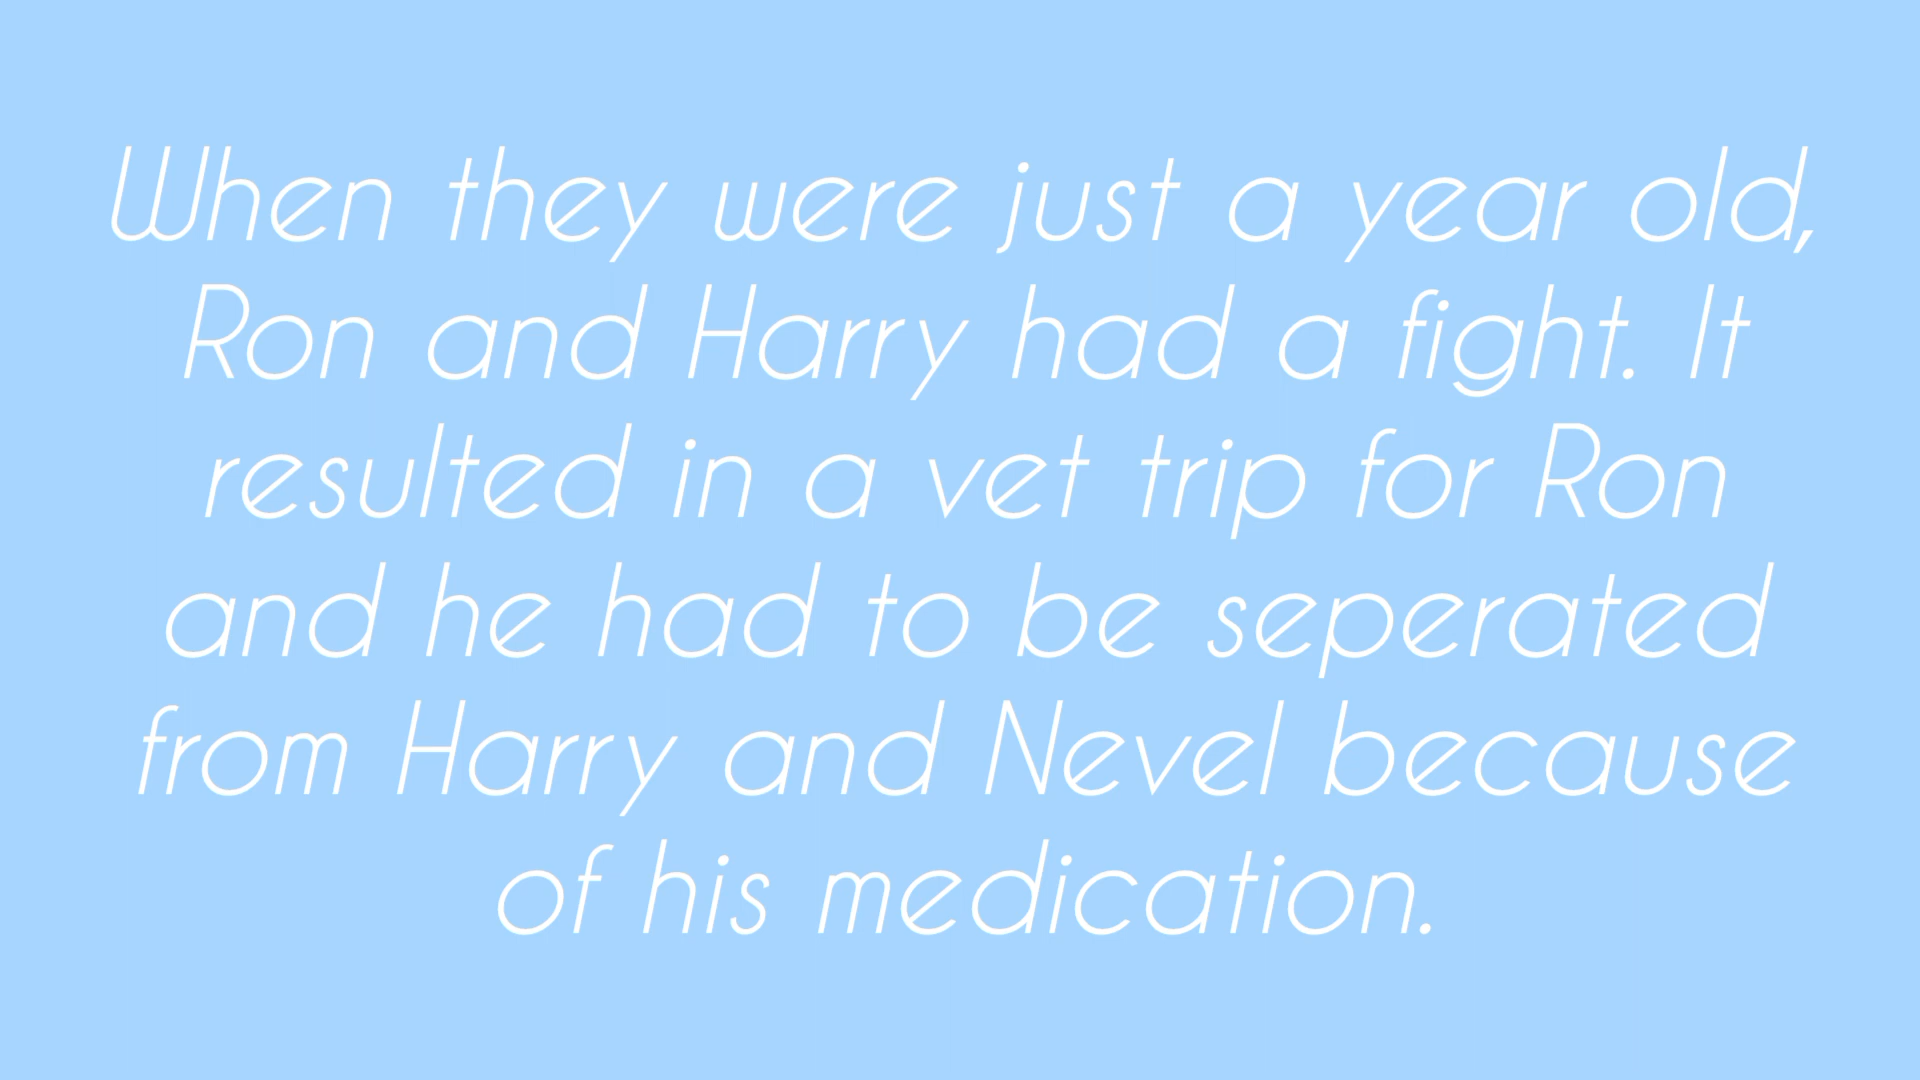 When they were just a year old,
Ron and Harry had a fight. It
resulted in a vet trip for Ron
and he had to be seperated
from Harry and Nevel because
of his medication.